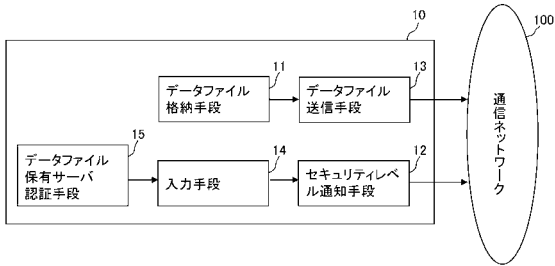 10
100
11
データファイル
格納手段
13
データファイル
送信手段
15
データファイル
保有サーバ
認証手段
14
入力手段
12
セキュリティレベ
ル通知手段
通信ネットワーク